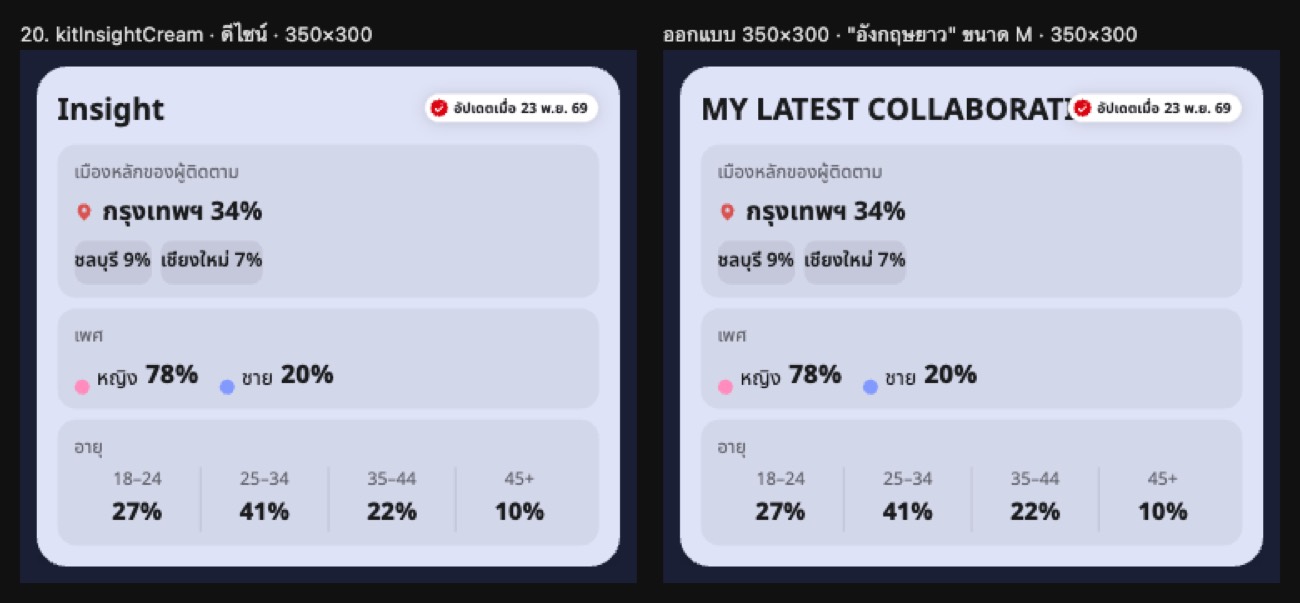 20. kitInsightCream · ดีไซน์ · 350×300
Insight
อัปเดตเมื่อ 23 พ.ย. 69
เมืองหลักของผู้ติดตาม
กรุงเทพฯ 34%
ชลบุรี 9% เชียงใหม่ 7%
เพศ
หญิง 78% ชาย 20%
อายุ
18–24 25–34 35–44 45+
27% 41% 22% 10%
ออกแบบ 350×300 · "อังกฤษยาว" ขนาด M · 350×300
MY LATEST COLLABORATI
อัปเดตเมื่อ 23 พ.ย. 69
เมืองหลักของผู้ติดตาม
กรุงเทพฯ 34%
ชลบุรี 9% เชียงใหม่ 7%
เพศ
หญิง 78% ชาย 20%
อายุ
18–24 25–34 35–44 45+
27% 41% 22% 10%